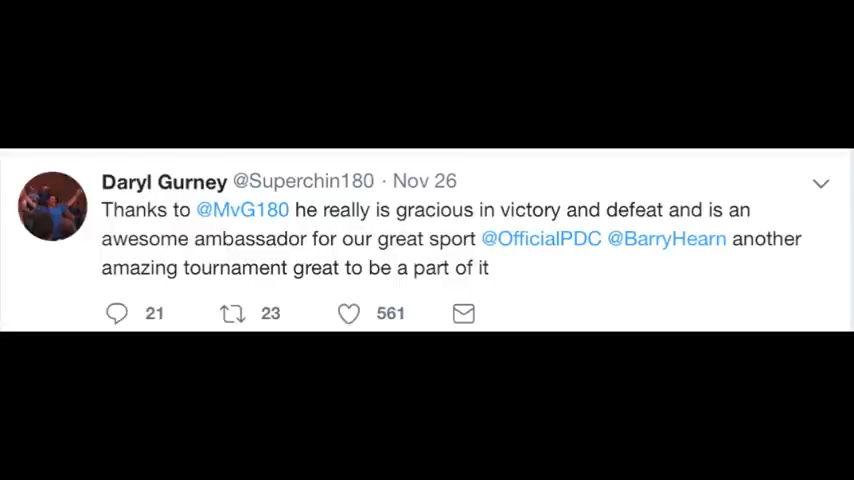 Daryl Gurney @Superchin180 · Nov 26
Thanks to @MvG180 he really is gracious in victory and defeat and is an
awesome ambassador for our great sport @OfficialPDC @BarryHearn another
amazing tournament great to be a part of it
21 23 561